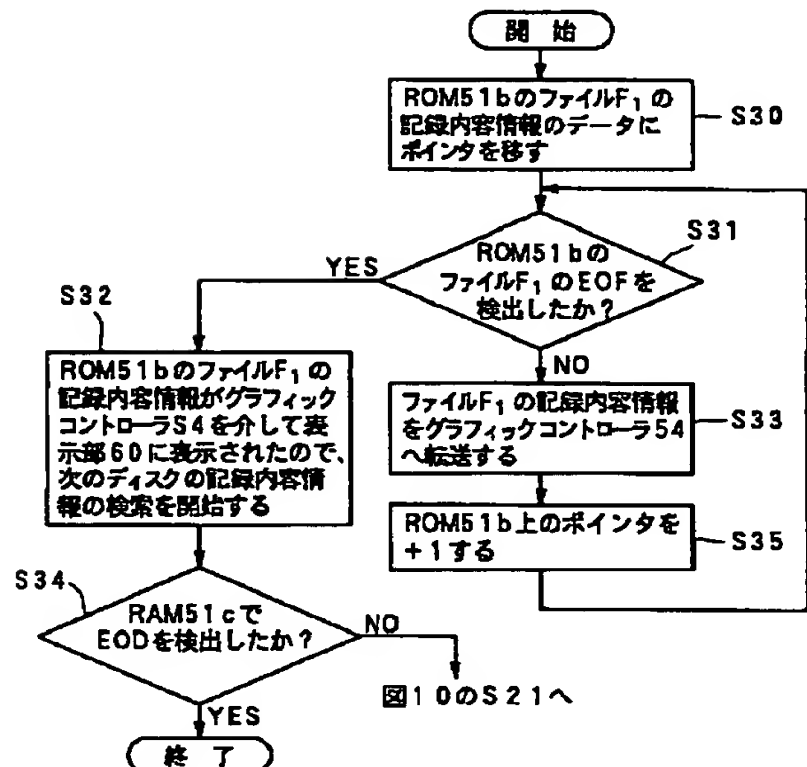 開 始
ROM51bのファイルF₁の
記録内容情報のデータに
ポインタを移す
S30
S31
ROM51bの
ファイルF₁のEOFを
検出したか?
YES
NO
S32
ROM51bのファイルF₁の
記録内容情報がグラフィック
コントローラS4を介して表
示部60に表示されたので、
次のディスクの記録内容情
報の検索を開始する
ファイルF₁の記録内容情報
をグラフィックコントローラ54
へ転送する
S33
ROM51b上のポインタを
+1する
S35
S34
RAM51cで
EODを検出したか?
NO
図10のS21へ
YES
終 了